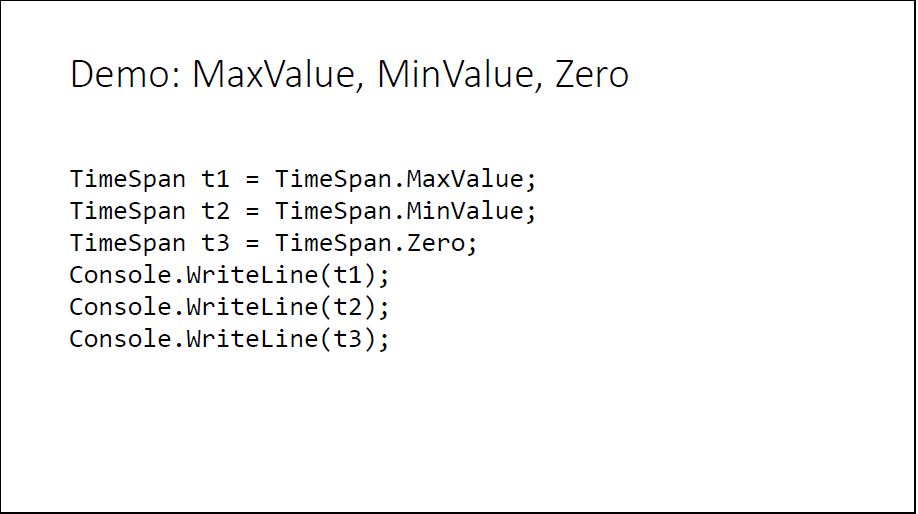 Demo: MaxValue, MinValue, Zero
TimeSpan t1 = TimeSpan.MaxValue;
TimeSpan t2 = TimeSpan.MinValue;
TimeSpan t3 = TimeSpan.Zero;
Console.WriteLine(t1);
Console.WriteLine(t2);
Console.WriteLine(t3);